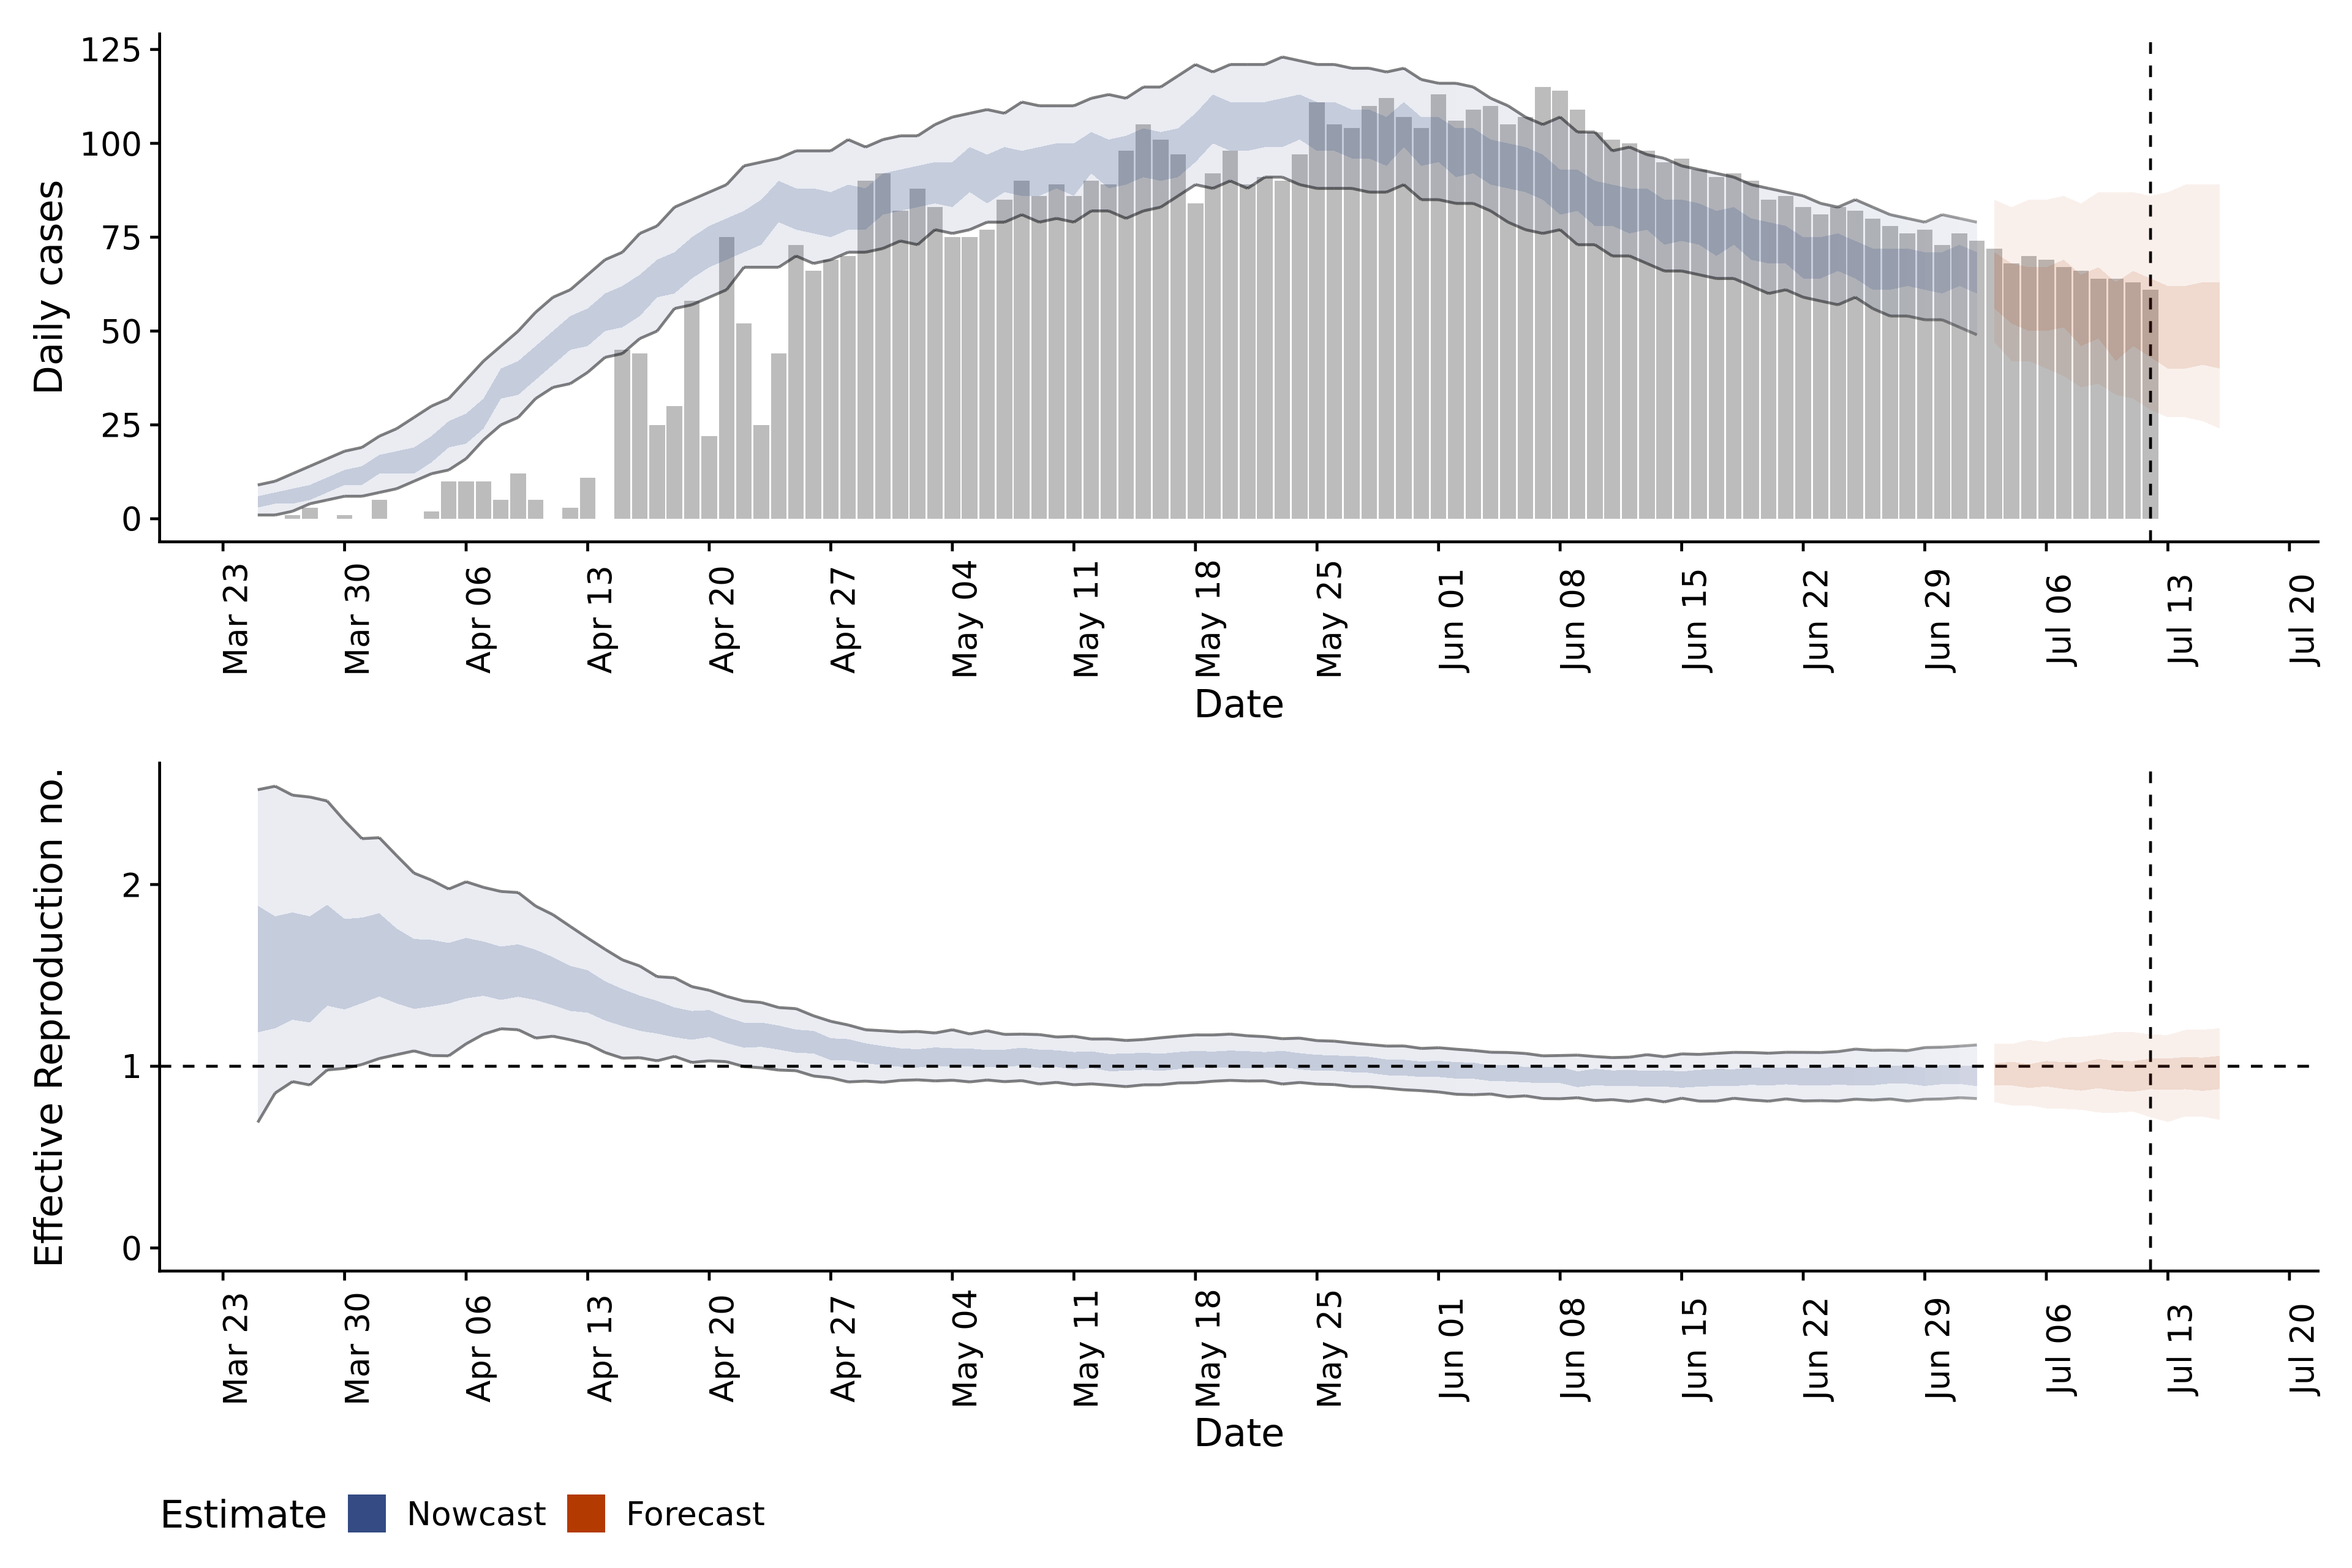 125
100
75
50
25
0
Daily cases
Mar 23 Mar 30 Apr 06 Apr 13 Apr 20 Apr 27 May 04 May 11 May 18 May 25 Jun 01 Jun 08 Jun 15 Jun 22 Jun 29 Jul 06 Jul 13 Jul 20
Date
2
1
0
Effective Reproduction no.
Mar 23 Mar 30 Apr 06 Apr 13 Apr 20 Apr 27 May 04 May 11 May 18 May 25 Jun 01 Jun 08 Jun 15 Jun 22 Jun 29 Jul 06 Jul 13 Jul 20
Date
Estimate Nowcast Forecast